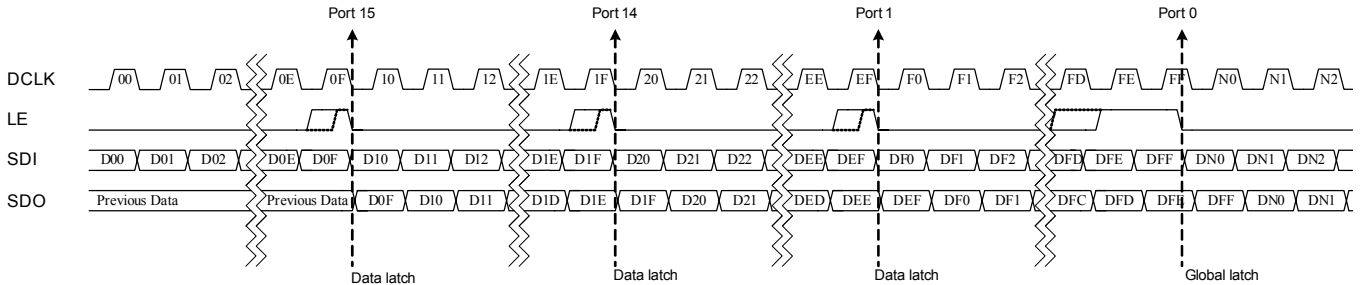 Port 15 Port 14 Port 1 Port 0
DCLK 00 01 02 0E 0F 10 11 12 1E 1F 20 21 22 EE EF F0 F1 F2 FD FE FF N0 N1 N2
LE
SDI D00 D01 D02 D0E D0F D10 D11 D12 D1E D1F D20 D21 D22 DEE DEF DF0 DF1 DF2 DFD DFE DFF DN0 DN1 DN2
SDO Previous Data Previous Data D0F D10 D11 D1D D1E D1F D20 D21 DED DEE DEF DF0 DF1 DFC DFD DFE DFF DN0 DN1
Data latch Data latch Data latch Global latch